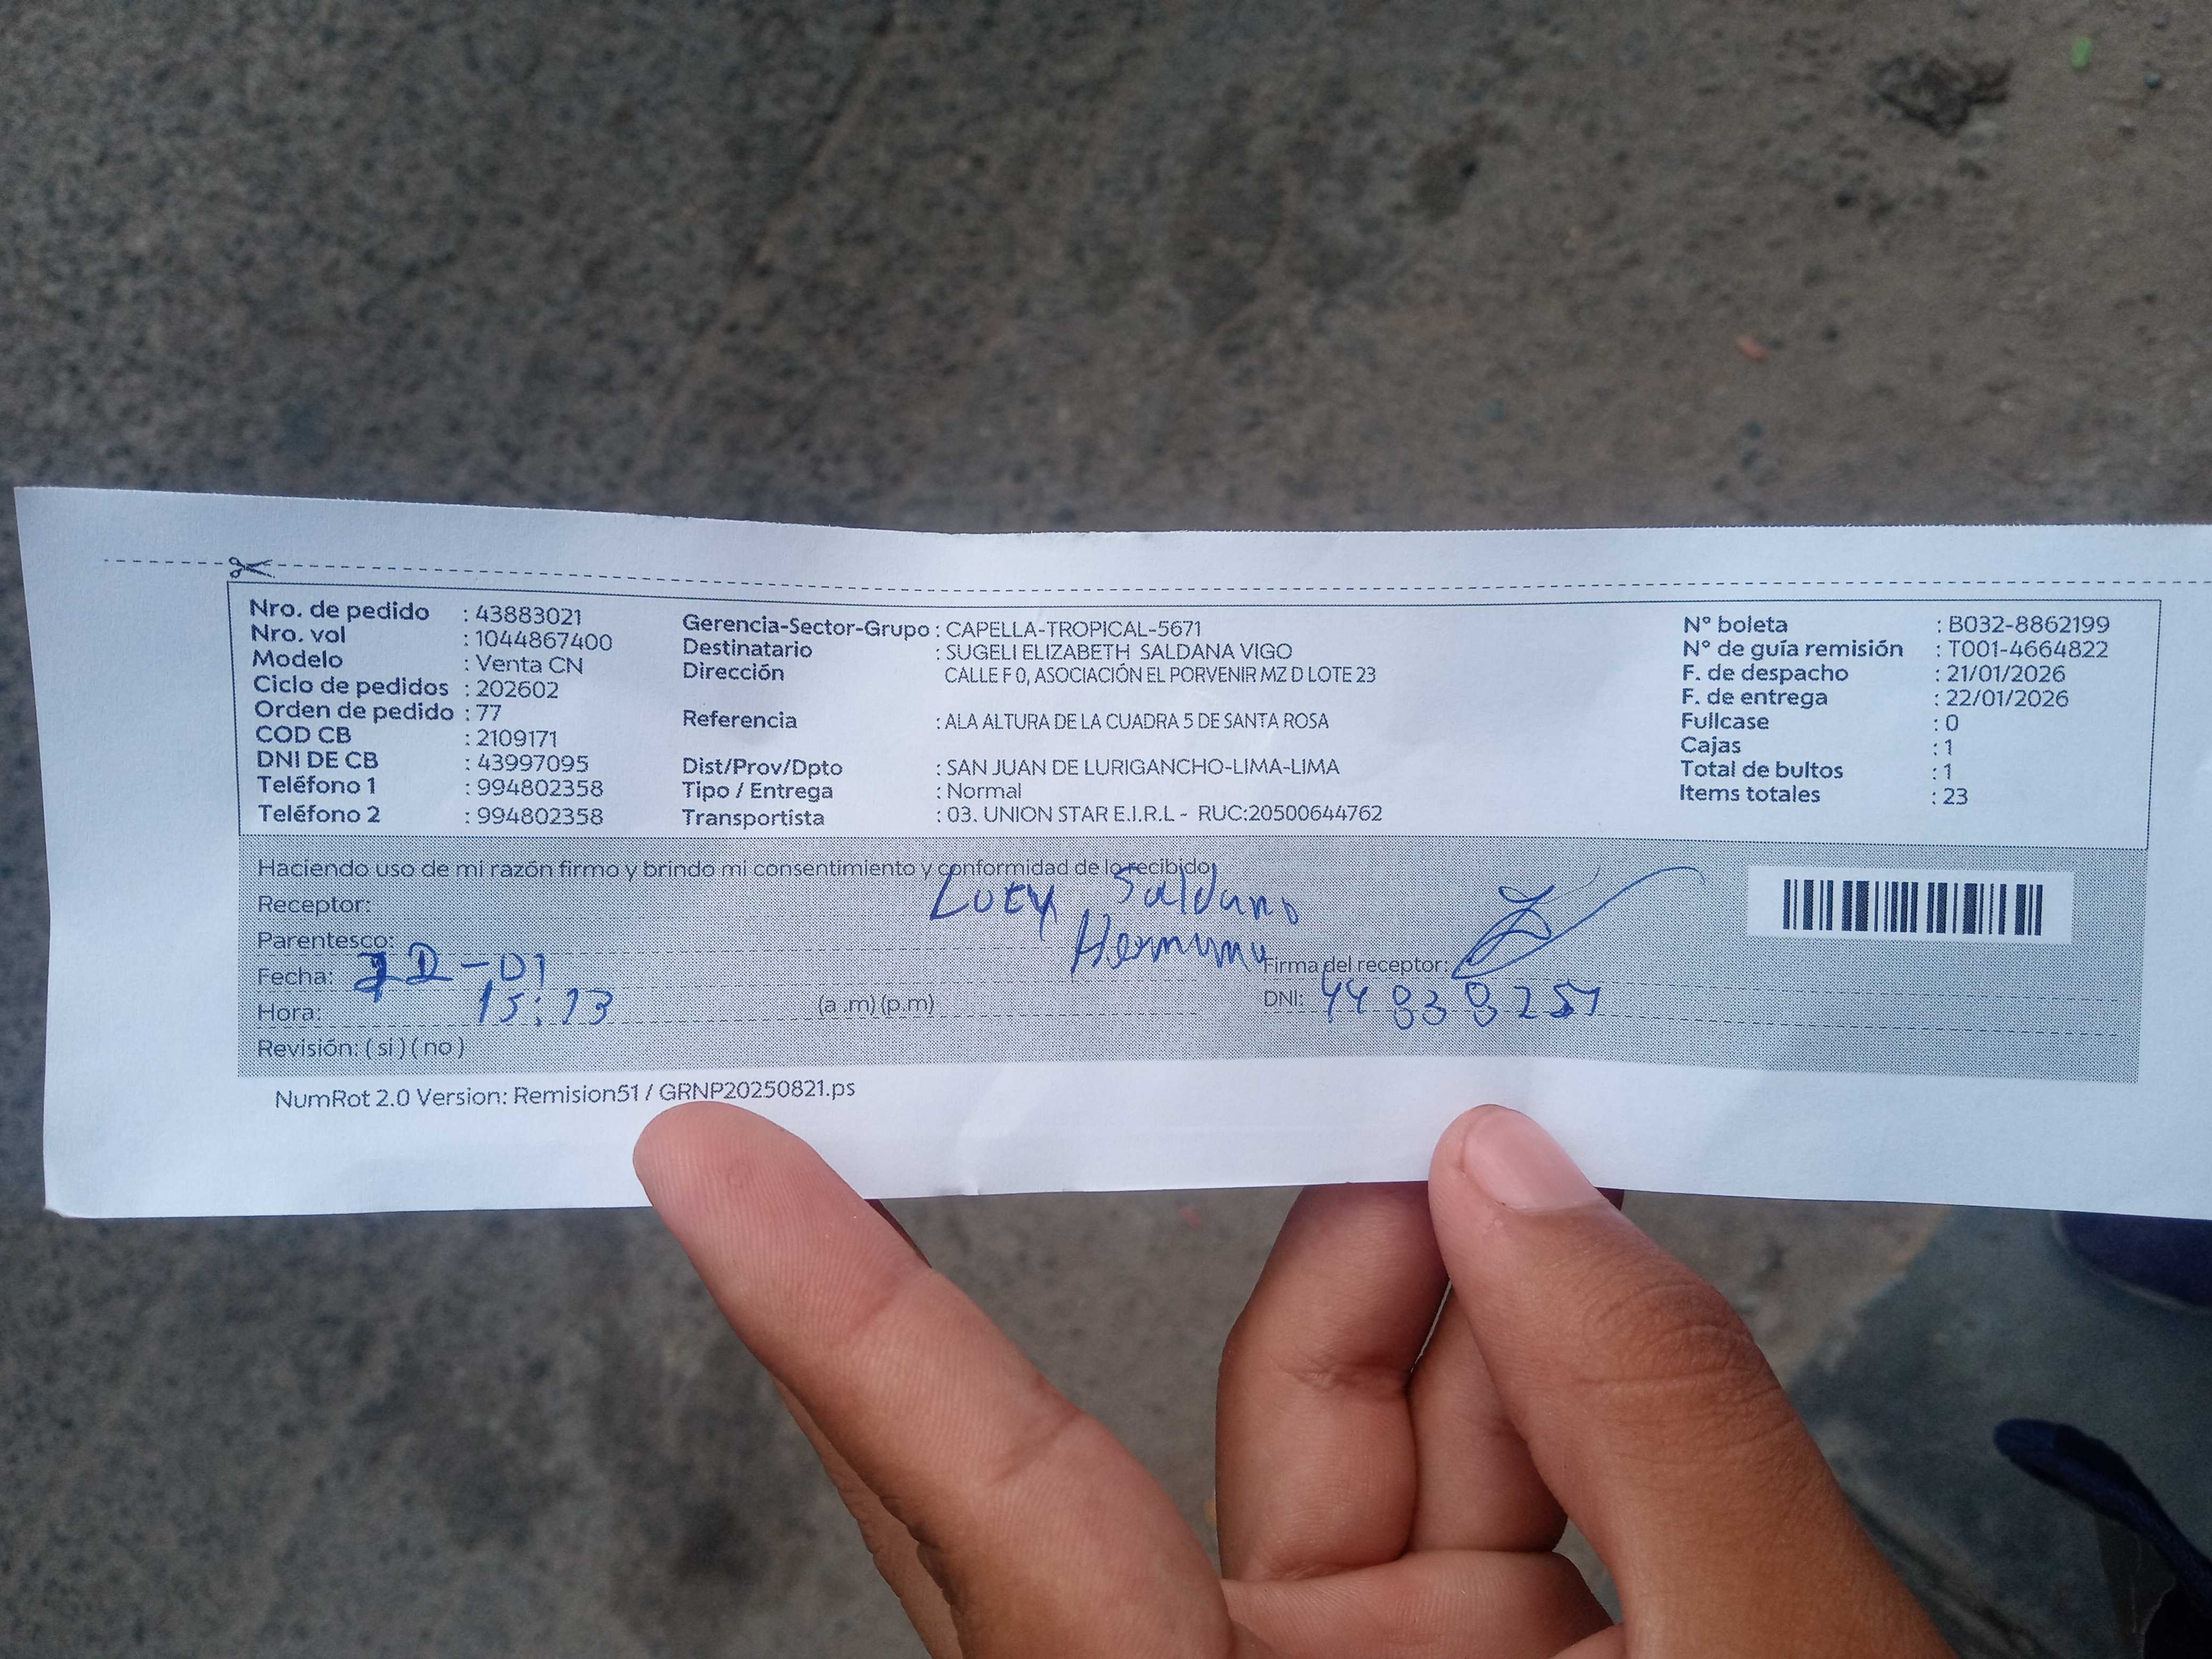 Nro. de pedido : 43883021
Nro. vol : 1044867400
Modelo : Venta CN
Ciclo de pedidos : 202602
Orden de pedido : 77
COD CB : 2109171
DNI DE CB : 43997095
Teléfono 1 : 994802358
Teléfono 2 : 994802358
Gerencia-Sector-Grupo : CAPELLA-TROPICAL-5671
Destinatario : SUGELI ELIZABETH SALDANA VIGO
Dirección CALLE F 0, ASOCIACIÓN EL PORVENIR MZ D LOTE 23
Referencia : ALA ALTURA DE LA CUADRA 5 DE SANTA ROSA
Dist/Prov/Dpto : SAN JUAN DE LURIGANCHO-LIMA-LIMA
Tipo / Entrega : Normal
Transportista : 03. UNION STAR E.I.R.L - RUC:20500644762
N° boleta : B032-8862199
N° de guía remisión : T001-4664822
F. de despacho : 21/01/2026
F. de entrega : 22/01/2026
Fullcase : 0
Cajas : 1
Total de bultos : 1
Items totales : 23
Haciendo uso de mi razón firmo y brindo mi consentimiento y conformidad de lo recibido
Receptor: Saldana
Parentesco: Hermana
Fecha:
Hora: (a .m) (p.m)
Revisión: ( si ) ( no )
Firma del receptor:
DNI:
NumRot 2.0 Version: Remision51 / GRNP20250821.ps